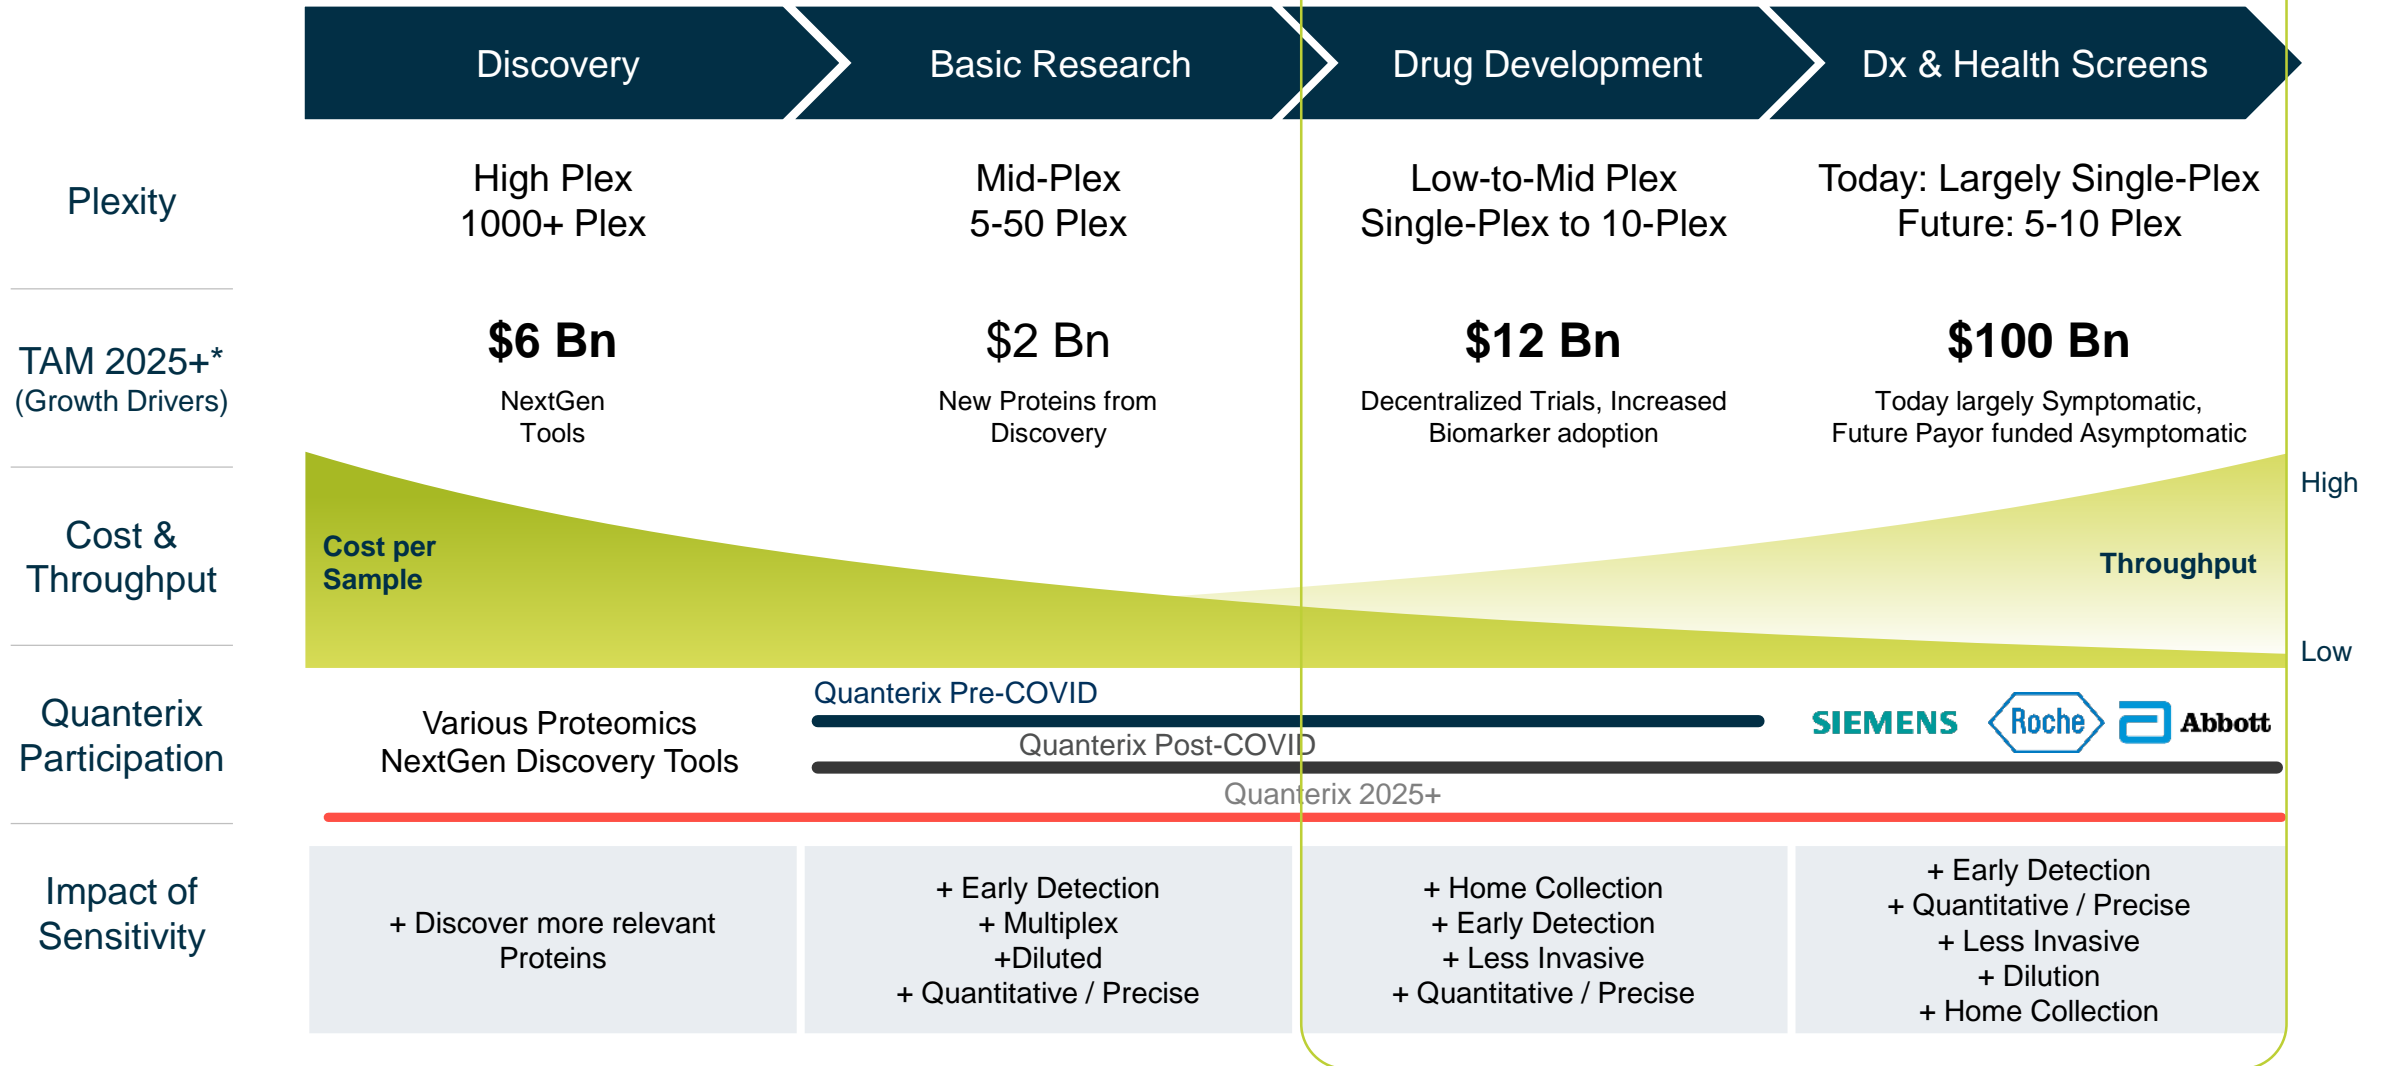 Discovery
Basic Research
Drug Development
Dx & Health Screens
Plexity
High Plex
1000+ Plex
Mid-Plex
5-50 Plex
Low-to-Mid Plex
Single-Plex to 10-Plex
Today: Largely Single-Plex
Future: 5-10 Plex
TAM 2025+*
(Growth Drivers)
$6 Bn
NextGen
Tools
$2 Bn
New Proteins from
Discovery
$12 Bn
Decentralized Trials, Increased
Biomarker adoption
$100 Bn
Today largely Symptomatic,
Future Payor funded Asymptomatic
Cost &
Throughput
Cost per
Sample
Throughput
High
Low
Quanterix
Participation
Various Proteomics
NextGen Discovery Tools
Quanterix Pre-COVID
Quanterix Post-COVID
Quanterix 2025+
SIEMENS
Roche
Abbott
Impact of
Sensitivity
+ Discover more relevant
Proteins
+ Early Detection
+ Multiplex
+Diluted
+ Quantitative / Precise
+ Home Collection
+ Early Detection
+ Less Invasive
+ Quantitative / Precise
+ Early Detection
+ Quantitative / Precise
+ Less Invasive
+ Dilution
+ Home Collection